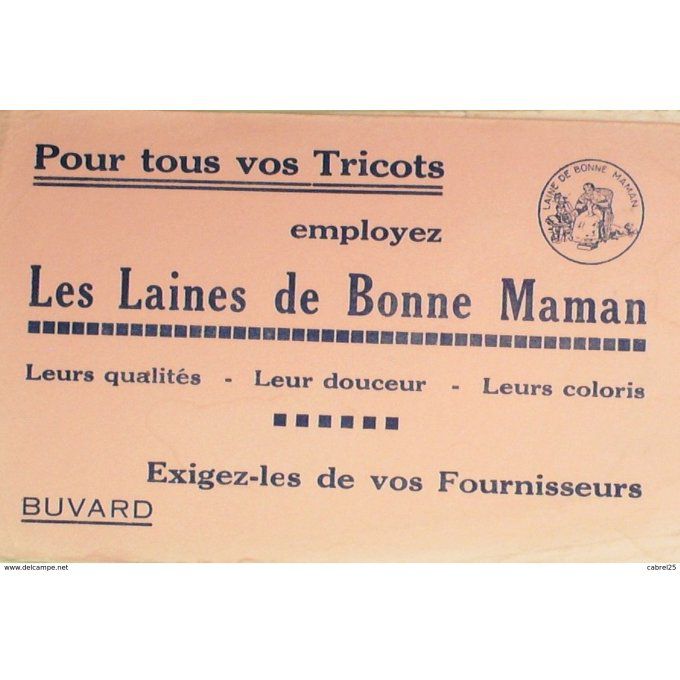 Pour tous vos Tricots
LAINE DE BONNE MAMAN
employez
Les Laines de Bonne Maman
Leurs qualités - Leur douceur - Leurs coloris
Exigez-les de vos Fournisseurs
BUVARD
www.delcampe.net
cabrel25